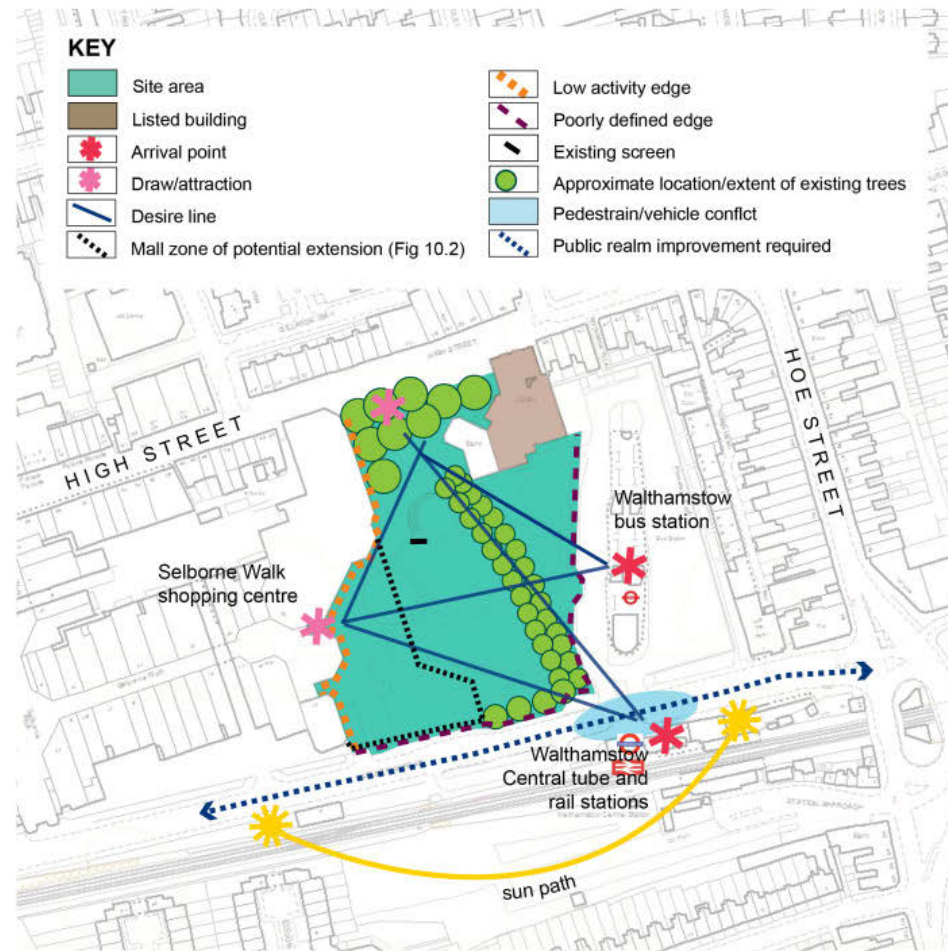 KEY
Site area
Listed building
Arrival point
Draw/attraction
Desire line
Mall zone of potential extension (Fig 10.2)
Low activity edge
Poorly defined edge
Existing screen
Approximate location/extent of existing trees
Pedestrain/vehicle conflct
Public realm improvement required
HIGH STREET
HOE STREET
Walthamstow
bus station
Selborne Walk
shopping centre
Walthamstow
Central tube and
rail stations
STATION APPROACH
sun path